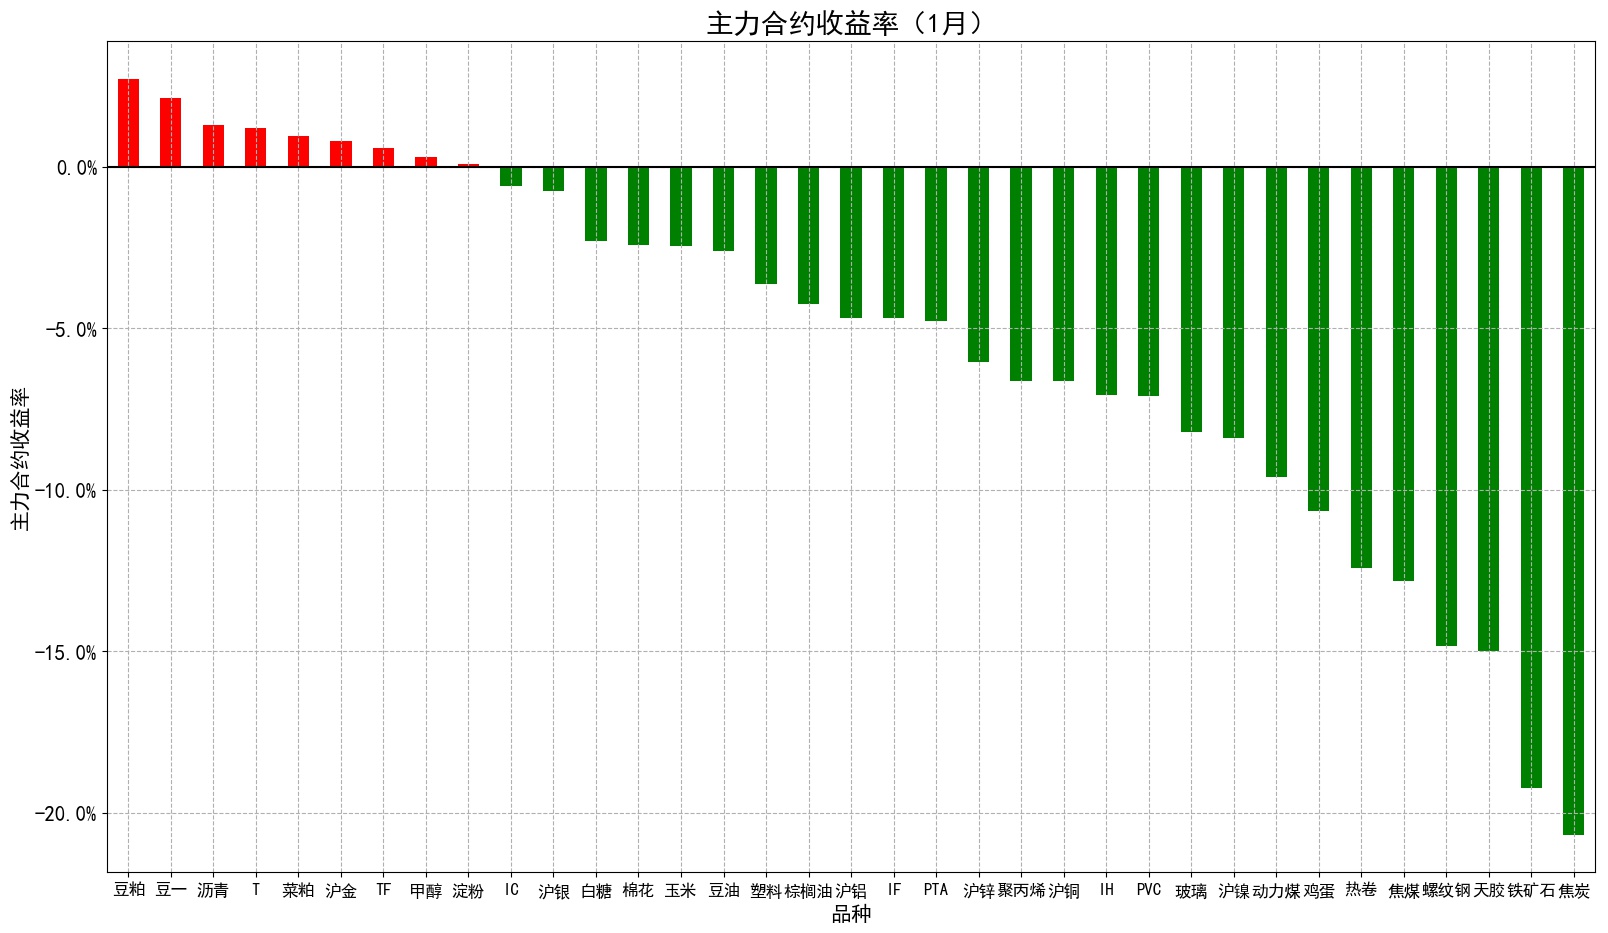 主力合约收益率（1月）
主力合约收益率
0.0%
-5.0%
-10.0%
-15.0%
-20.0%
豆粕 豆一 沥青 T 菜粕 沪金 TF 甲醇 淀粉 IC 沪银 白糖 棉花 玉米 豆油 塑料 棕榈油 沪铝 IF PTA 沪锌 聚丙烯 沪铜 IH PVC 玻璃 沪镍 动力煤 鸡蛋 热卷 焦煤 螺纹钢 天胶 铁矿石 焦炭
品种